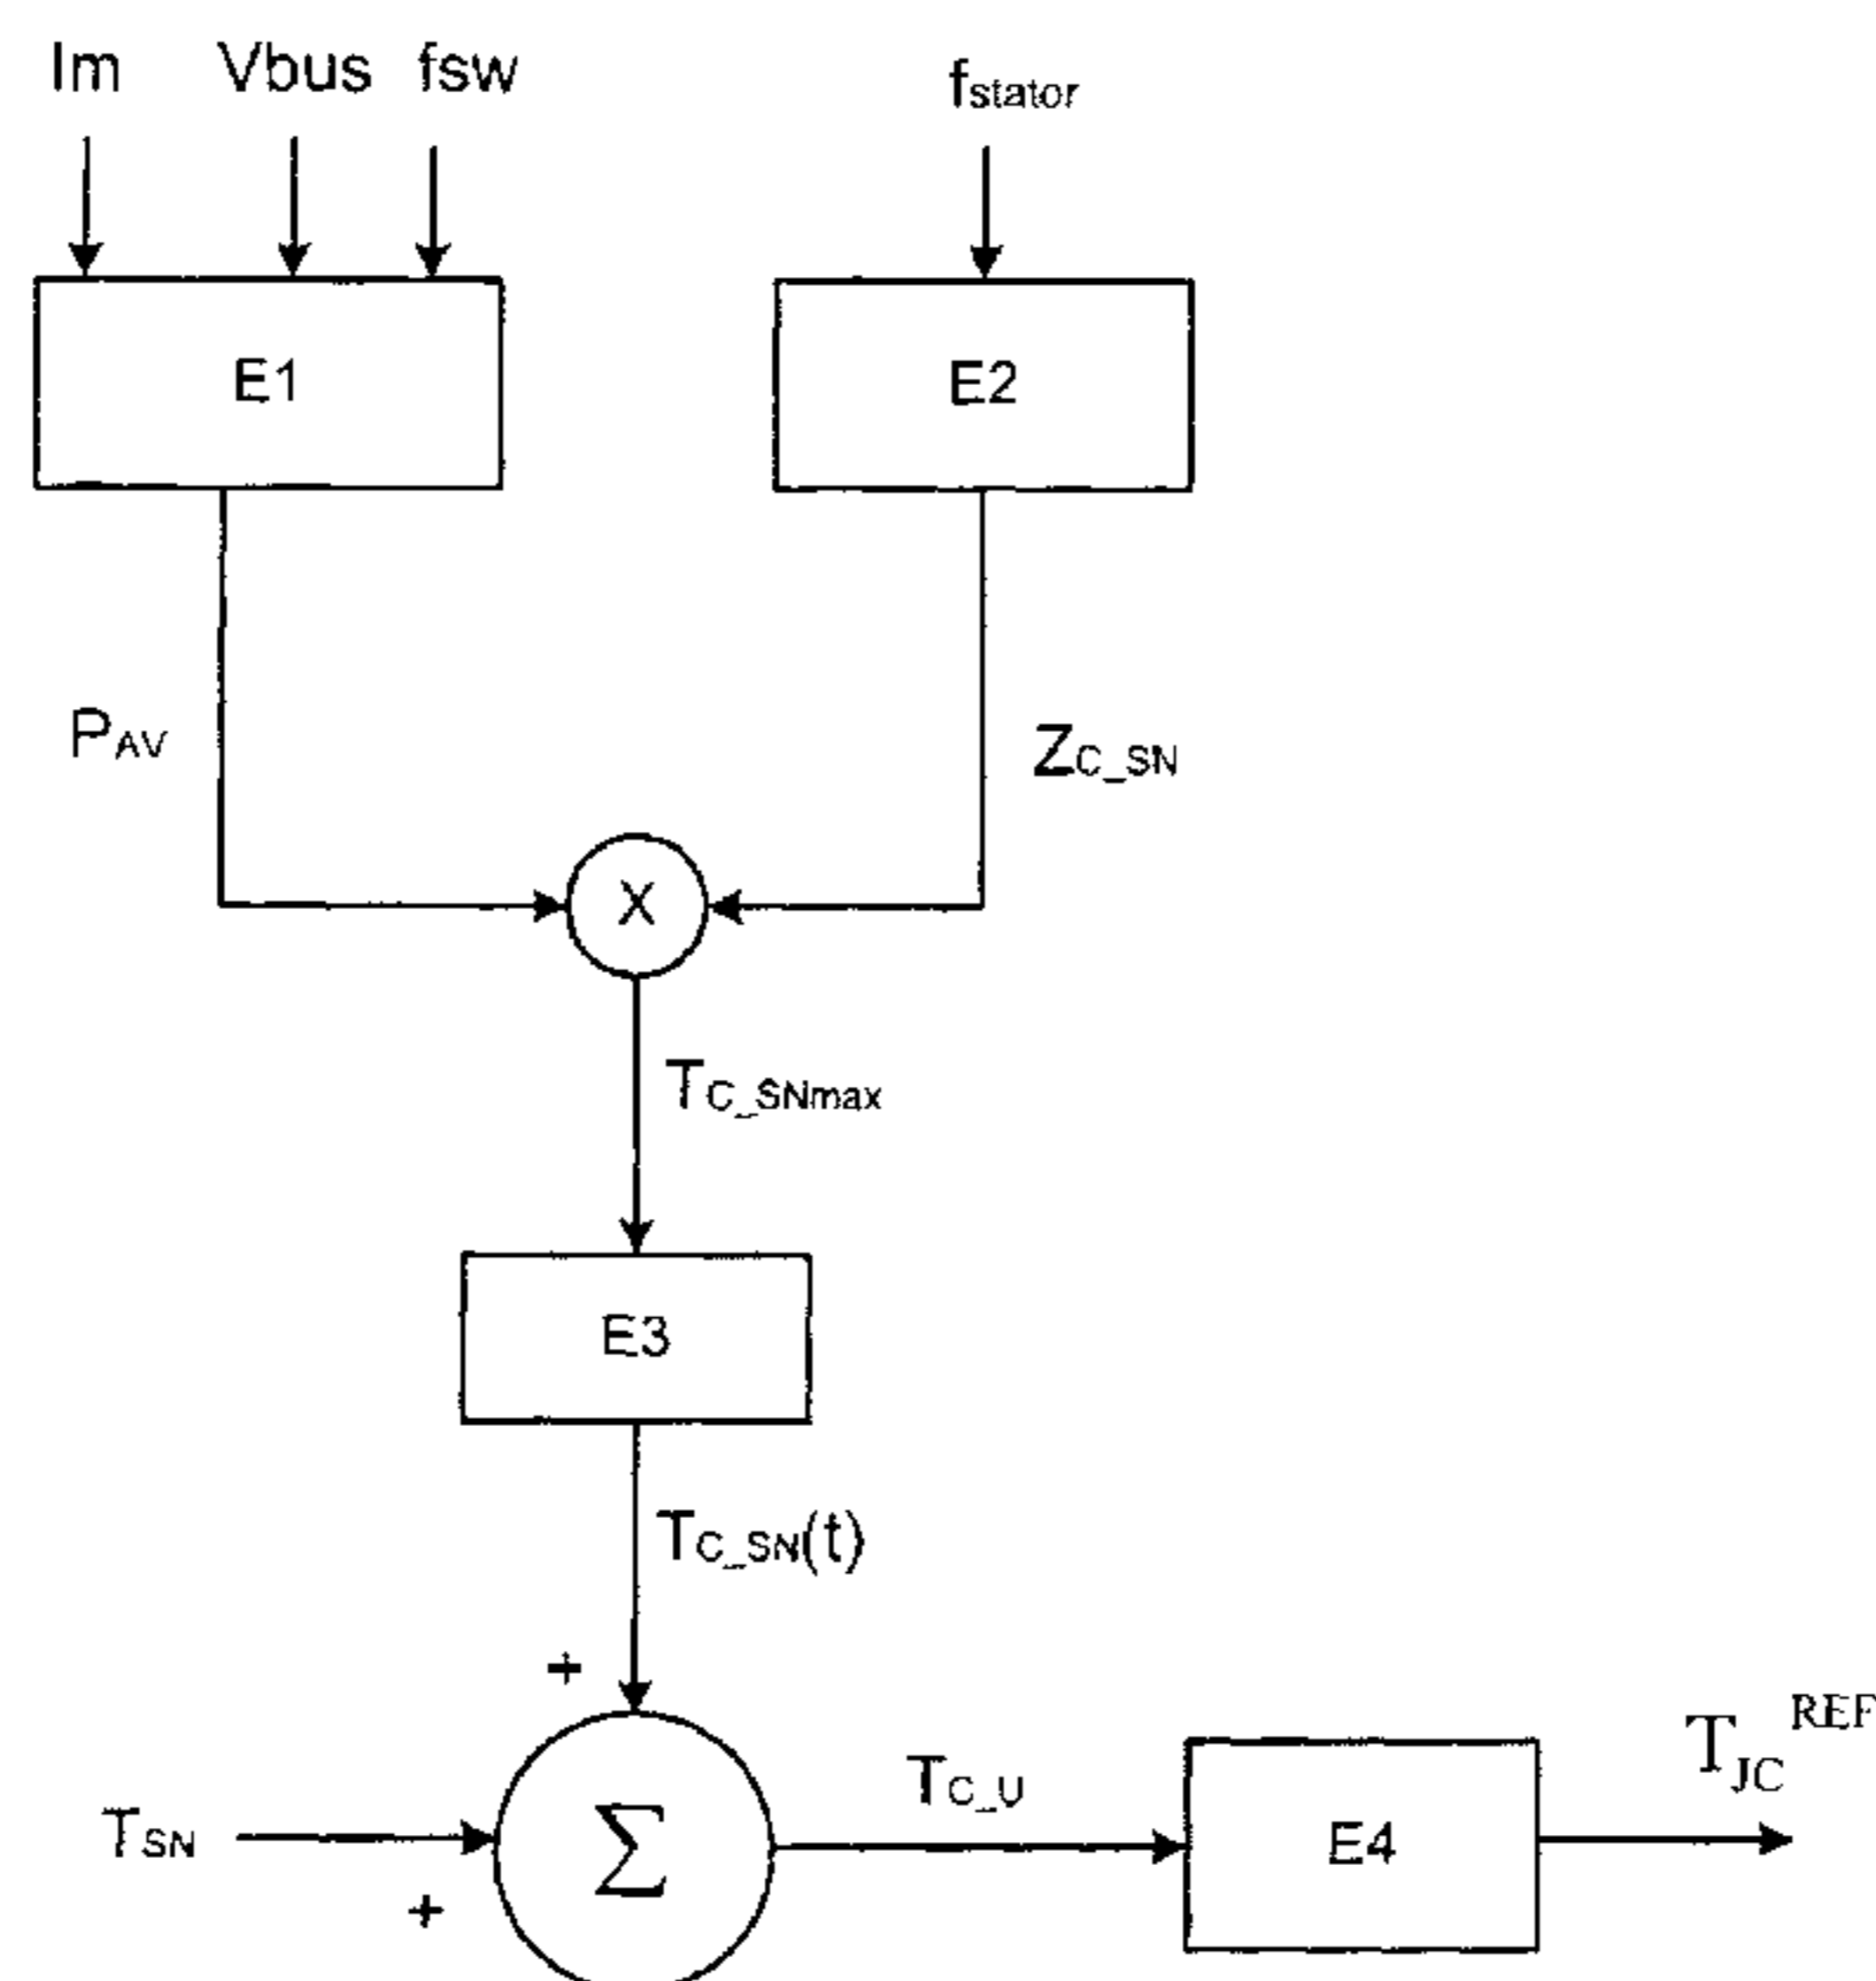 Im Vbus fsw
fstator
E1
E2
PAV
ZC_SN
X
TC_SNmax
E3
TC_SN(t)
+
TSN
+
Σ
TC_U
E4
TJC REF